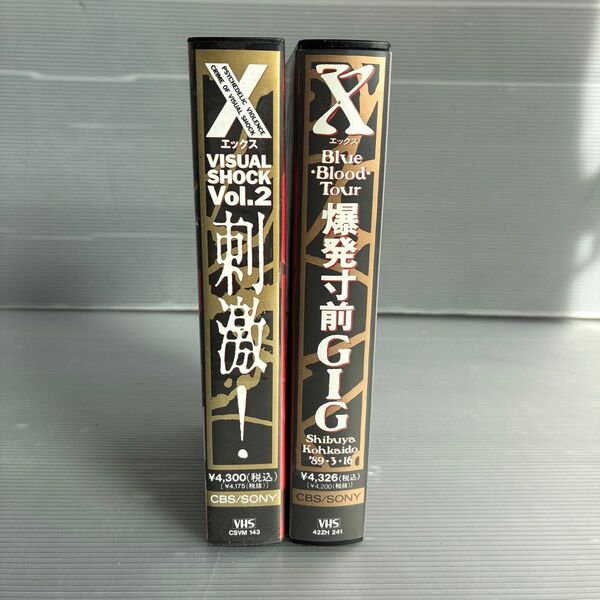 X
PSYCHEDELIC VIOLENCE
CRIME OF VISUAL SHOCK
エックス
VISUAL
SHOCK
Vol.2
刺激!
¥4,300(税込)
(¥4,175(税抜))
CBS/SONY
VHS
CSVM 143
X
エックス
Blue
・Blood・
Tour
爆発寸前
GIG
Shibuya
Kohkaido
'89・3・16
¥4,326(税込)
(¥4,200(税抜))
CBS/SONY
VHS
42ZH 241